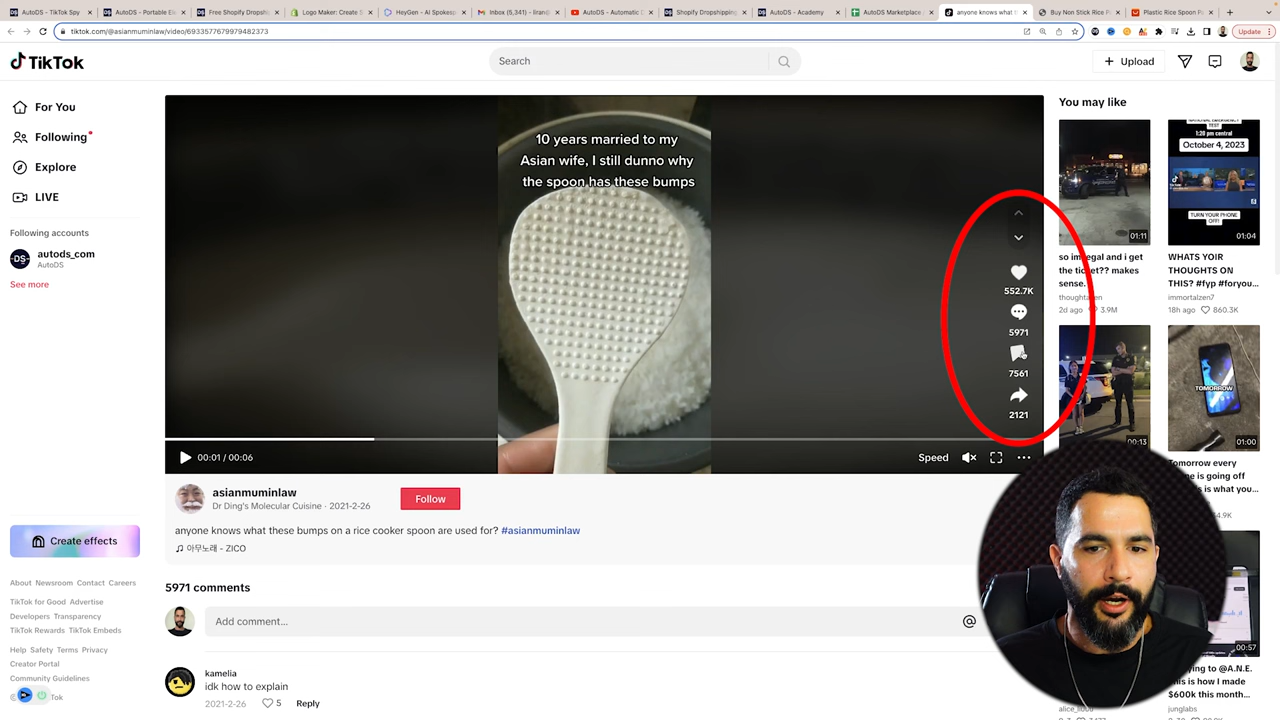 AutoDS - TikTok Spy
AutoDS - Portable Ele
Free Shopify Dropshi
Logo Maker: Create S
HeyGen - AI Spokesp
Inbox (5,341) - liran@
AutoDS - Automatic D
Shopify Dropshipping
AutoDS - Academy
AutoDS Marketplace
anyone knows what th
Buy Non Stick Rice P
Plastic Rice Spoon Po
tiktok.com/@asianmuminlaw/video/6933577679979482373
Update
TikTok
Search
Upload
For You
Following
Explore
LIVE
Following accounts
DS
autods_com
AutoDS
See more
Create effects
About Newsroom Contact Careers
TikTok for Good Advertise
Developers Transparency
TikTok Rewards TikTok Embeds
Help Safety Terms Privacy
Creator Portal
Community Guidelines
Tok
10 years married to my
Asian wife, I still dunno why
the spoon has these bumps
552.7K
5971
7561
2121
00:01 / 00:06
Speed
asianmuminlaw
Dr Ding's Molecular Cuisine · 2021-2-26
Follow
anyone knows what these bumps on a rice cooker spoon are used for? #asianmuminlaw
아무노래 - ZICO
5971 comments
Add comment...
kamelia
idk how to explain
2021-2-26 5 Reply
You may like
01:11
so im legal and i get
the ticket?? makes
sense.
2d ago 3.9M
NATIONAL EMERGENCY
TEST
1:20 pm central
October 4, 2023
TURN YOUR PHONE
OFF!
01:04
WHATS YOIR
THOUGHTS ON
THIS? #fyp #foryou...
immortalzen7
18h ago 860.3K
00:13
TOMORROW
01:00
Tomorrow every
is going off
is what you...
00:57
to @A.N.E.
this is how I made
$600k this month...
junglabs